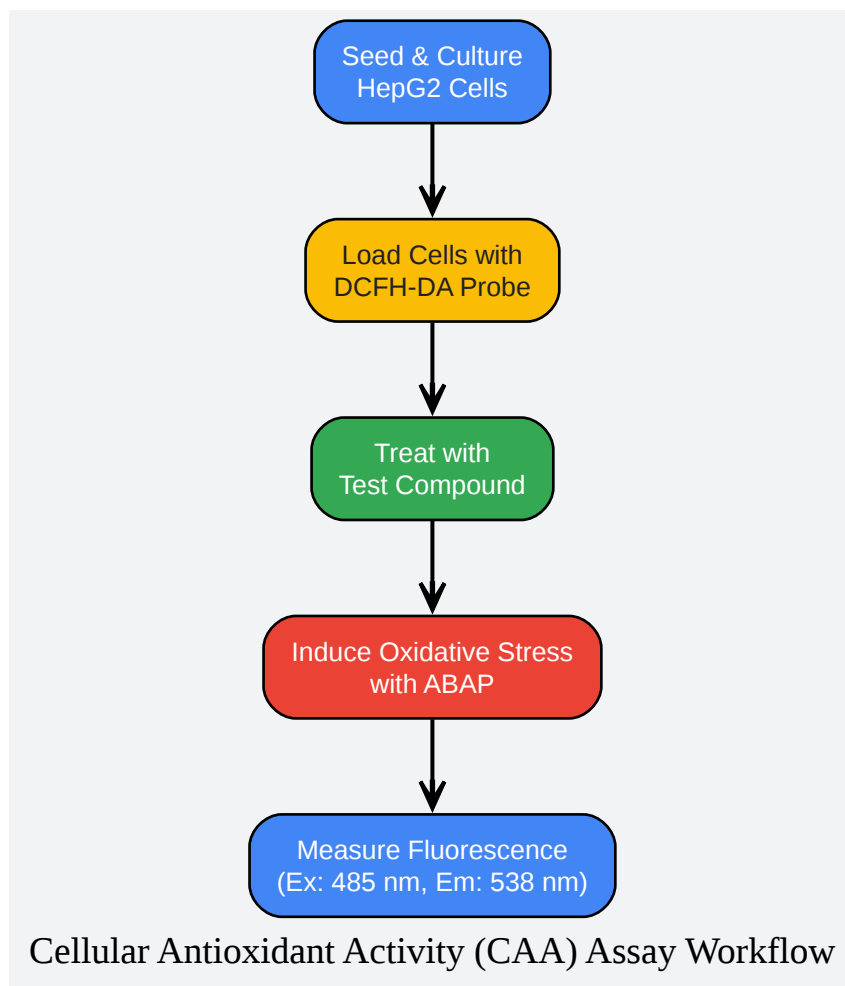 Seed & Culture
HepG2 Cells
Load Cells with
DCFH-DA Probe
Treat with
Test Compound
Induce Oxidative Stress
with ABAP
Measure Fluorescence
(Ex: 485 nm, Em: 538 nm)
Cellular Antioxidant Activity (CAA) Assay Workflow